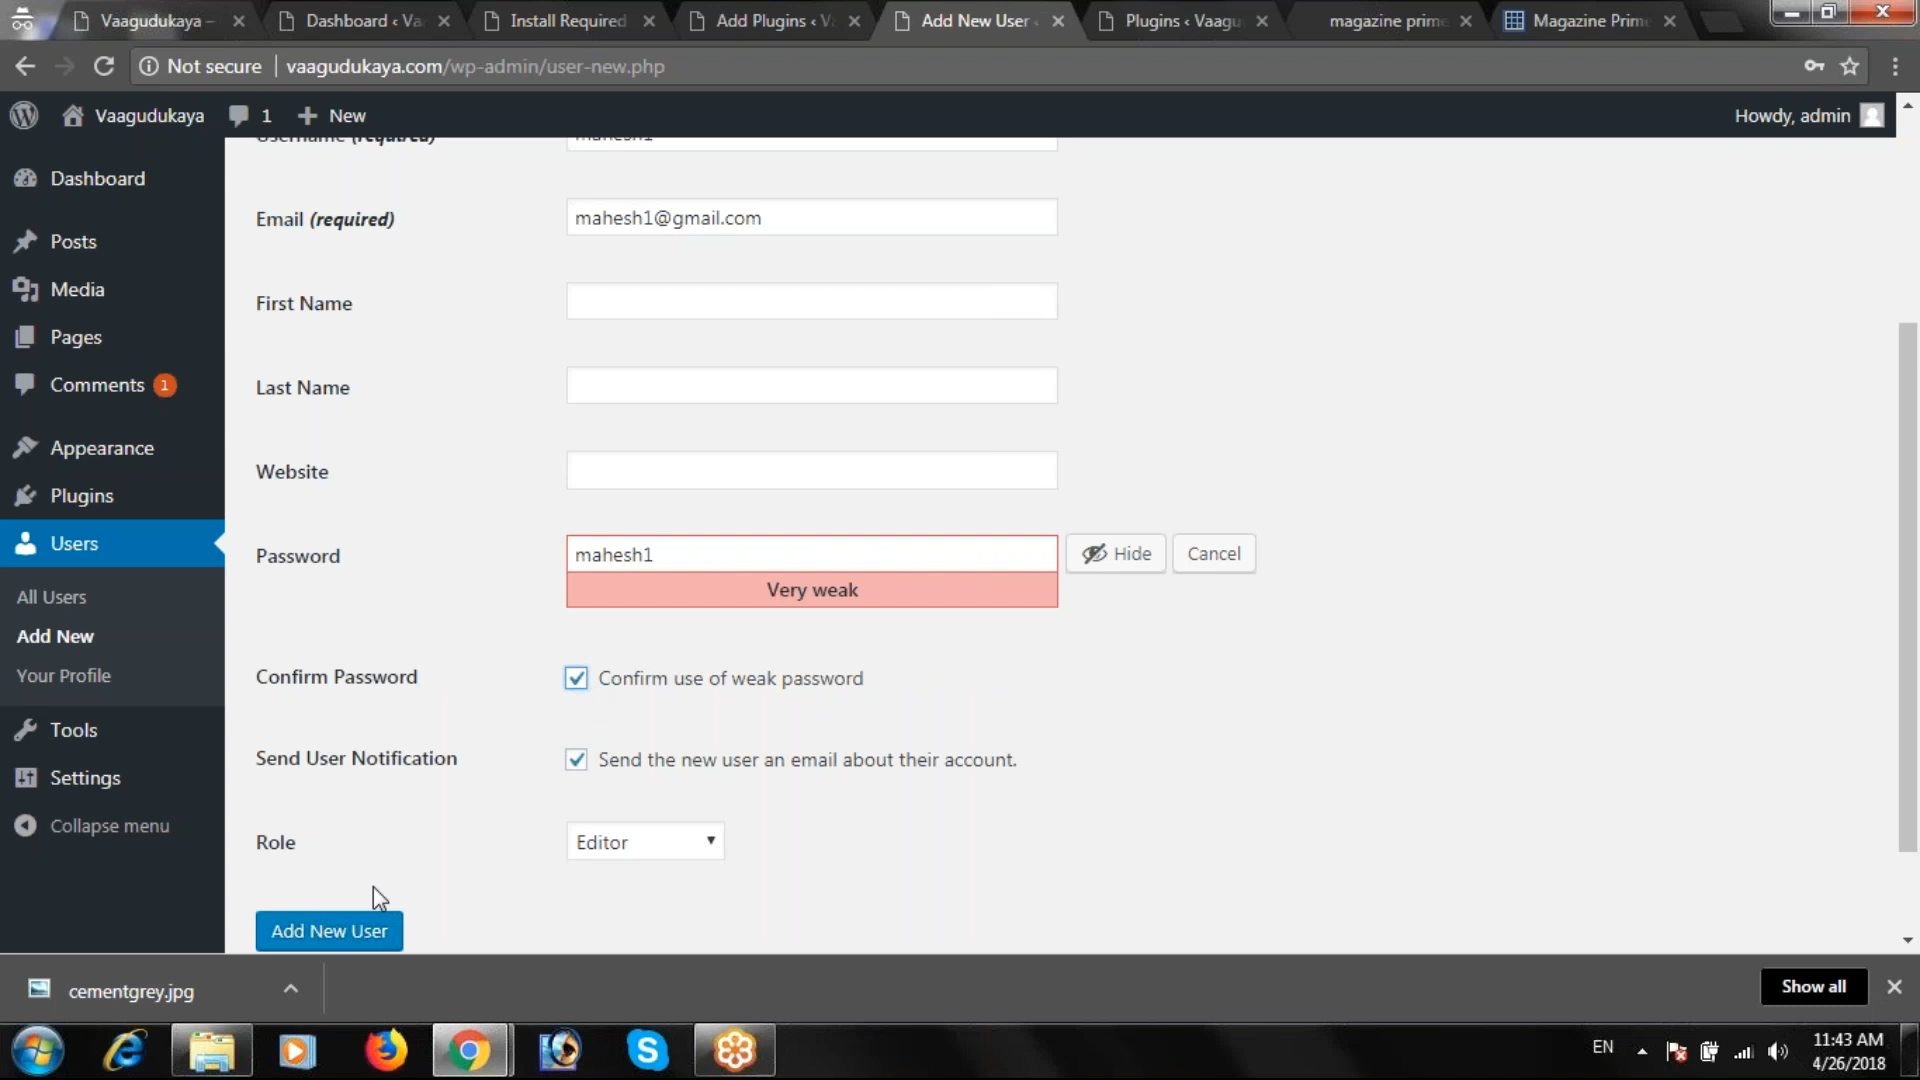 Vaagudukaya –
Dashboard ‹ Va
Install Required
Add Plugins ‹ V
Add New User ‹
Plugins ‹ Vaagu
magazine prime
Magazine Prim
Not secure | vaagudukaya.com/wp-admin/user-new.php
Vaagudukaya 1 + New
Howdy, admin
Dashboard
Posts
Media
Pages
Comments 1
Appearance
Plugins
Users
All Users
Add New
Your Profile
Tools
Settings
Collapse menu
Username (required) mahesh1
Email (required) mahesh1@gmail.com
First Name
Last Name
Website
Password mahesh1 Hide Cancel
Very weak
Confirm Password Confirm use of weak password
Send User Notification Send the new user an email about their account.
Role Editor
Add New User
cementgrey.jpg
Show all
EN
11:43 AM
4/26/2018